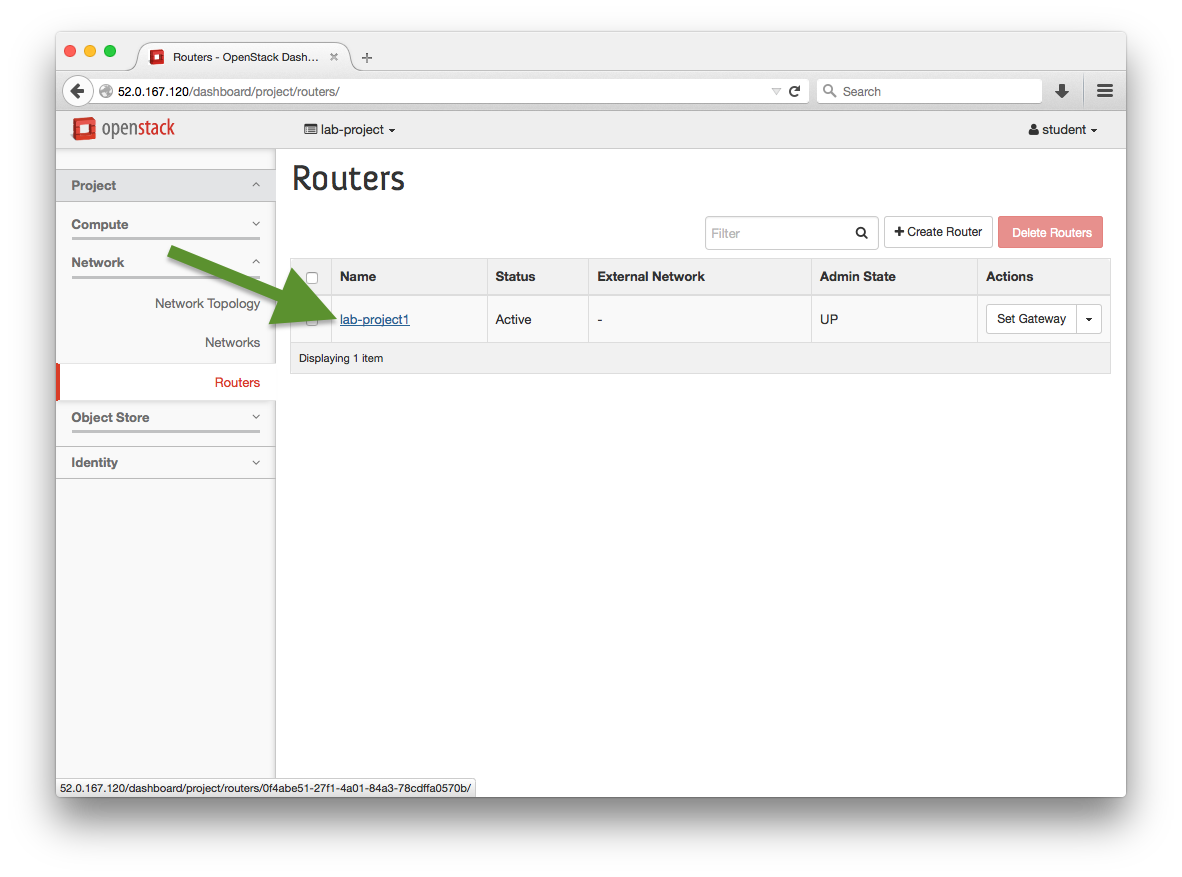 Routers - OpenStack Dash...
52.0.167.120/dashboard/project/routers/
Search
openstack
lab-project
student
Project
Compute
Network
Network Topology
Networks
Routers
Object Store
Identity
Routers
Filter
Create Router
Delete Routers
Name Status External Network Admin State Actions
lab-project1 Active - UP Set Gateway
Displaying 1 item
52.0.167.120/dashboard/project/routers/0f4abe51-27f1-4a01-84a3-78cdffa0570b/